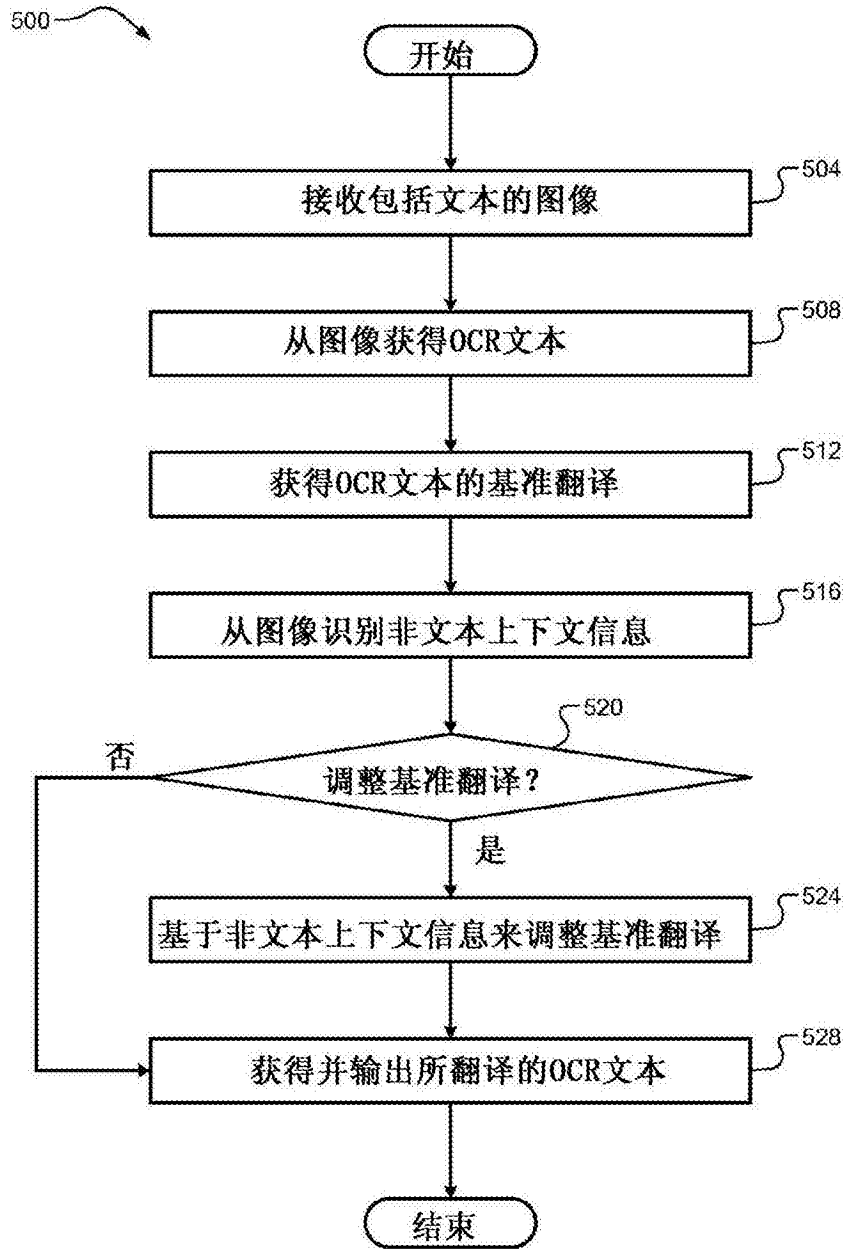 500
开始
504
接收包括文本的图像
508
从图像获得OCR文本
512
获得OCR文本的基准翻译
516
从图像识别非文本上下文信息
520
否
调整基准翻译？
是
524
基于非文本上下文信息来调整基准翻译
528
获得并输出所翻译的OCR文本
结束